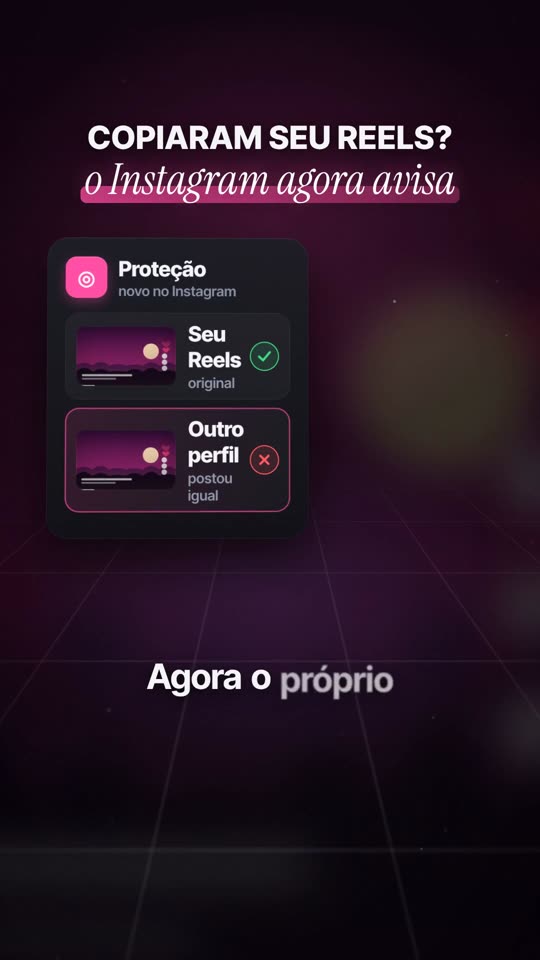 COPIARAM SEU REELS?
o Instagram agora avisa
Proteção
novo no Instagram
Seu
Reels
original
Outro
perfil
postou
igual
Agora o próprio